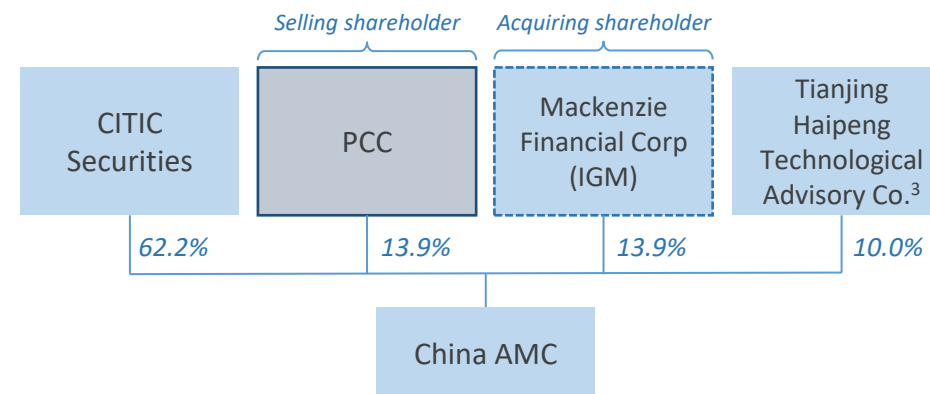 Selling shareholder
Acquiring shareholder
CITIC
Securities
PCC
Mackenzie
Financial Corp
(IGM)
Tianjing
Haipeng
Technological
Advisory Co.³
62.2%
13.9%
13.9%
10.0%
China AMC